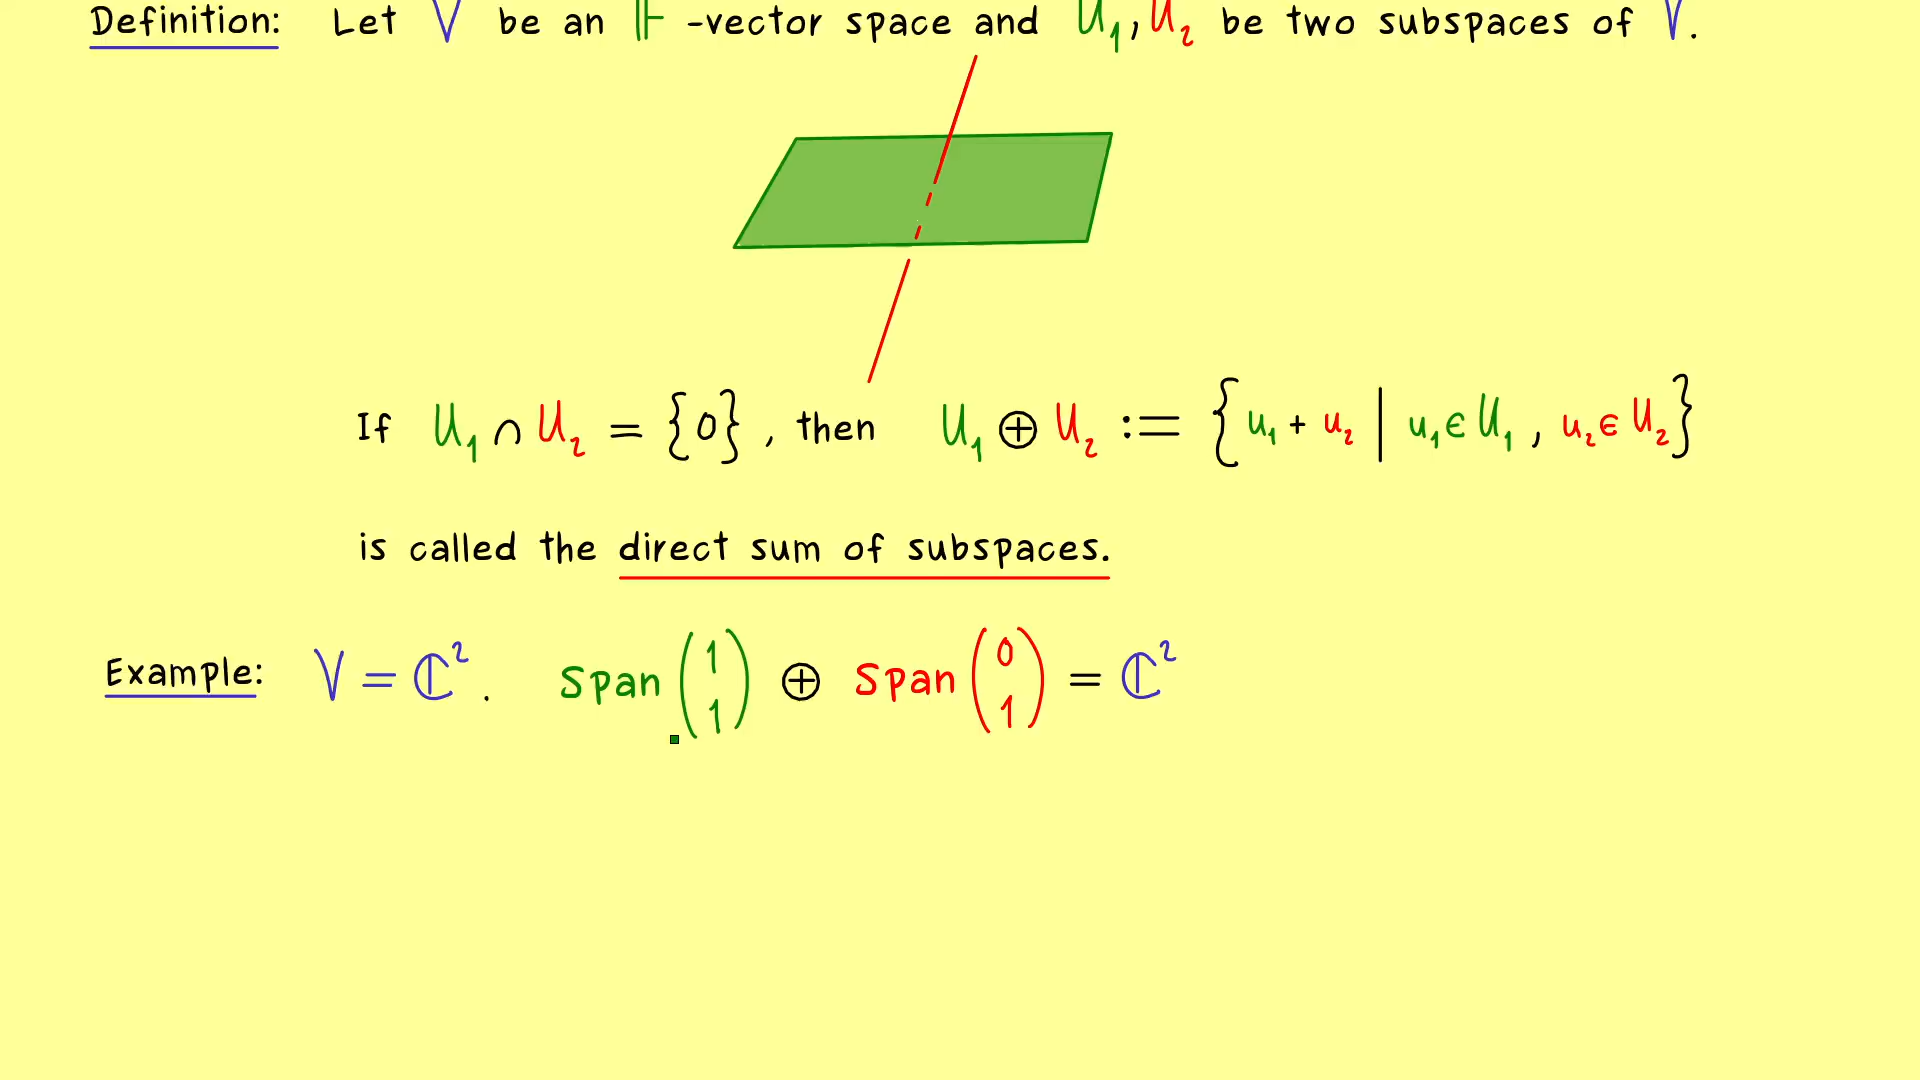 Definition: Let V be an 𝔽-vector space and U₁, U₂ be two subspaces of V.
If U₁ ∩ U₂ = {0}, then U₁ ⊕ U₂ := {u₁ + u₂ | u₁ ∈ U₁, u₂ ∈ U₂}
is called the direct sum of subspaces.
Example: V = ℂ². Span (1 1) ⊕ Span (0 1) = ℂ²